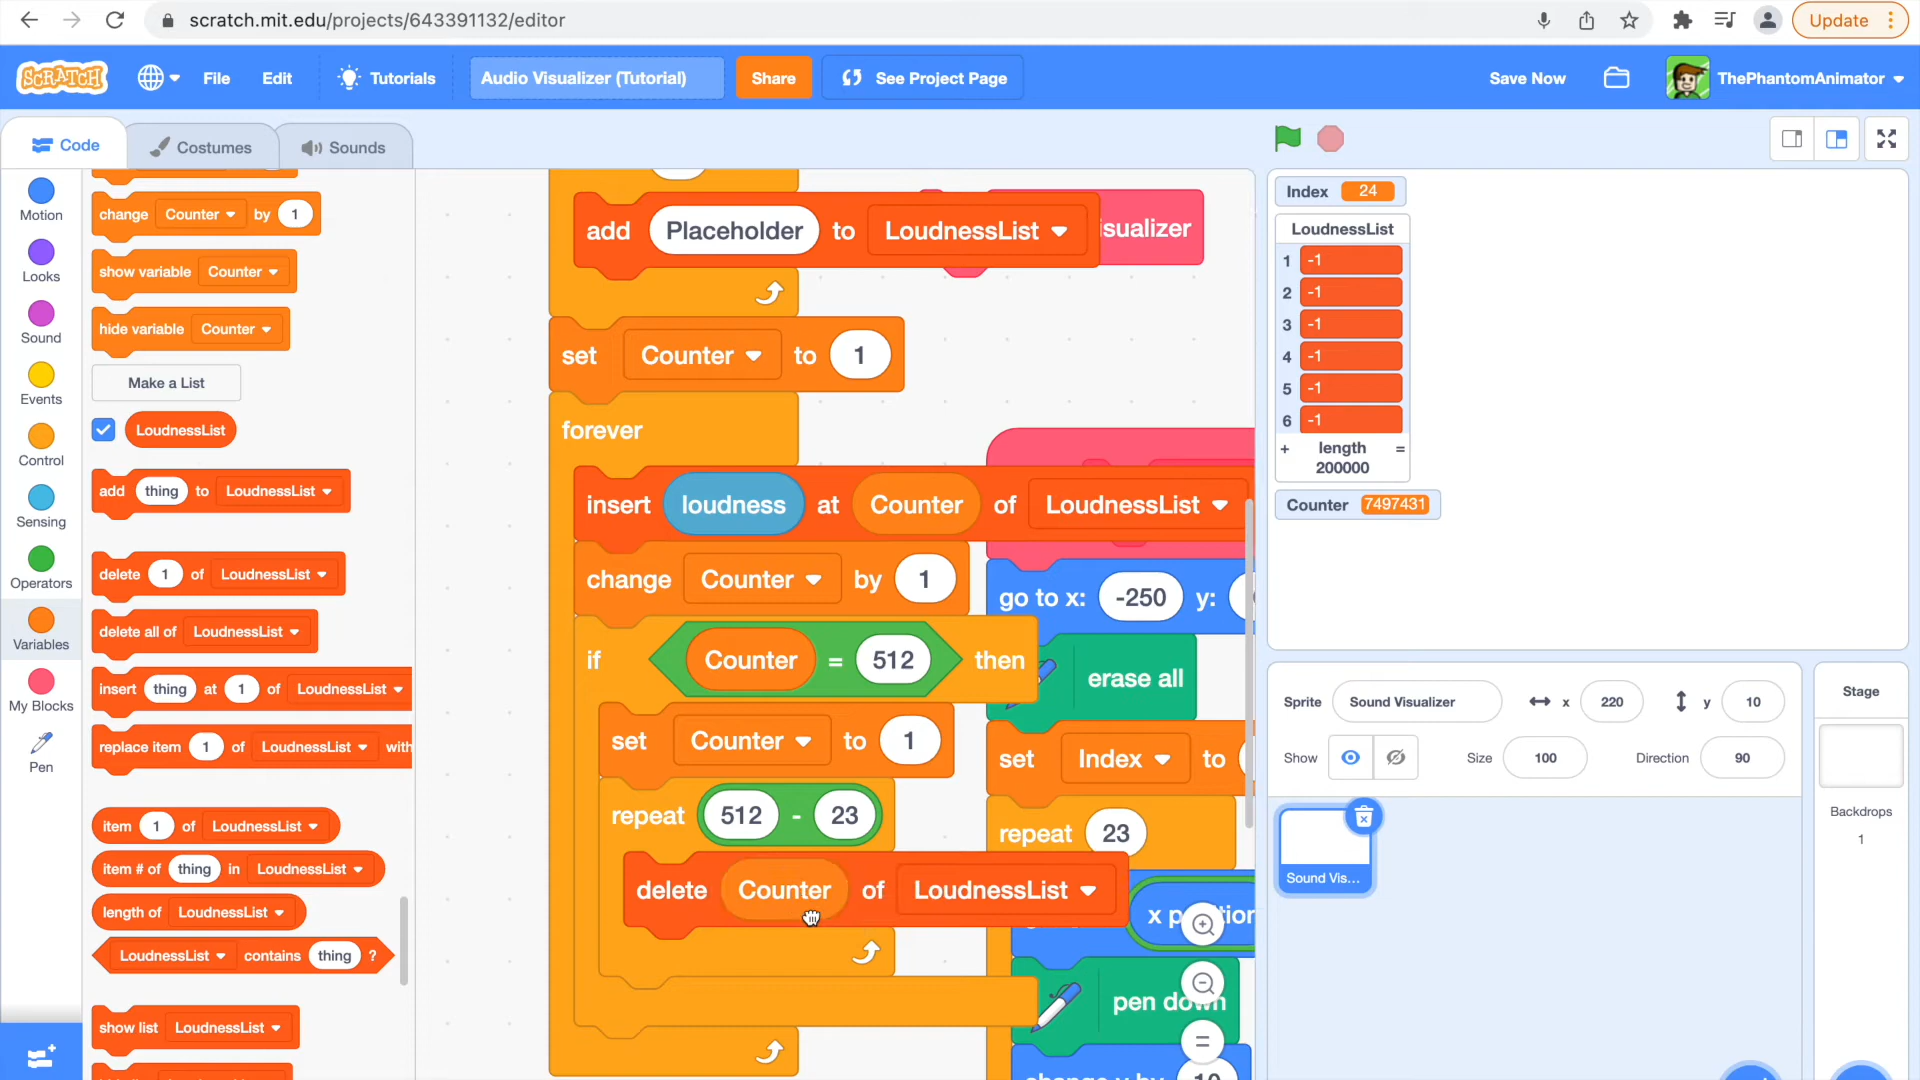 scratch.mit.edu/projects/643391132/editor
Update
SCRATCH
File
Edit
Tutorials
Audio Visualizer (Tutorial)
Share
See Project Page
Save Now
ThePhantomAnimator
Code
Costumes
Sounds
Motion
Looks
Sound
Events
Control
Sensing
Operators
Variables
My Blocks
Pen
change Counter by 1
show variable Counter
hide variable Counter
Make a List
LoudnessList
add thing to LoudnessList
delete 1 of LoudnessList
delete all of LoudnessList
insert thing at 1 of LoudnessList
replace item 1 of LoudnessList with
item 1 of LoudnessList
item # of thing in LoudnessList
length of LoudnessList
LoudnessList contains thing ?
show list LoudnessList
add Placeholder to LoudnessList
sualizer
set Counter to 1
forever
insert loudness at Counter of LoudnessList
change Counter by 1
if Counter = 512 then
set Counter to 1
repeat 512 - 23
delete Counter of LoudnessList
go to x: -250 y:
erase all
set Index to
repeat 23
pen down
Index 24
LoudnessList
1 -1
2 -1
3 -1
4 -1
5 -1
6 -1
+ length =
200000
Counter 7497431
Sprite Sound Visualizer x 220 y 10
Show Size 100 Direction 90
Sound Vis...
Stage
Backdrops
1